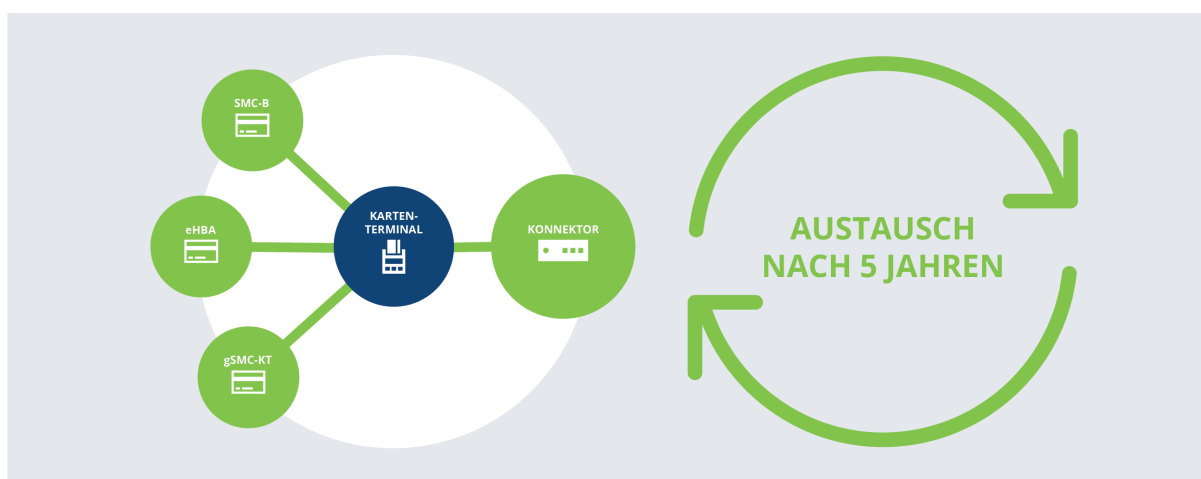 SMC-B
eHBA
gSMC-KT
KARTEN-
TERMINAL
KONNEKTOR
AUSTAUSCH
NACH 5 JAHREN